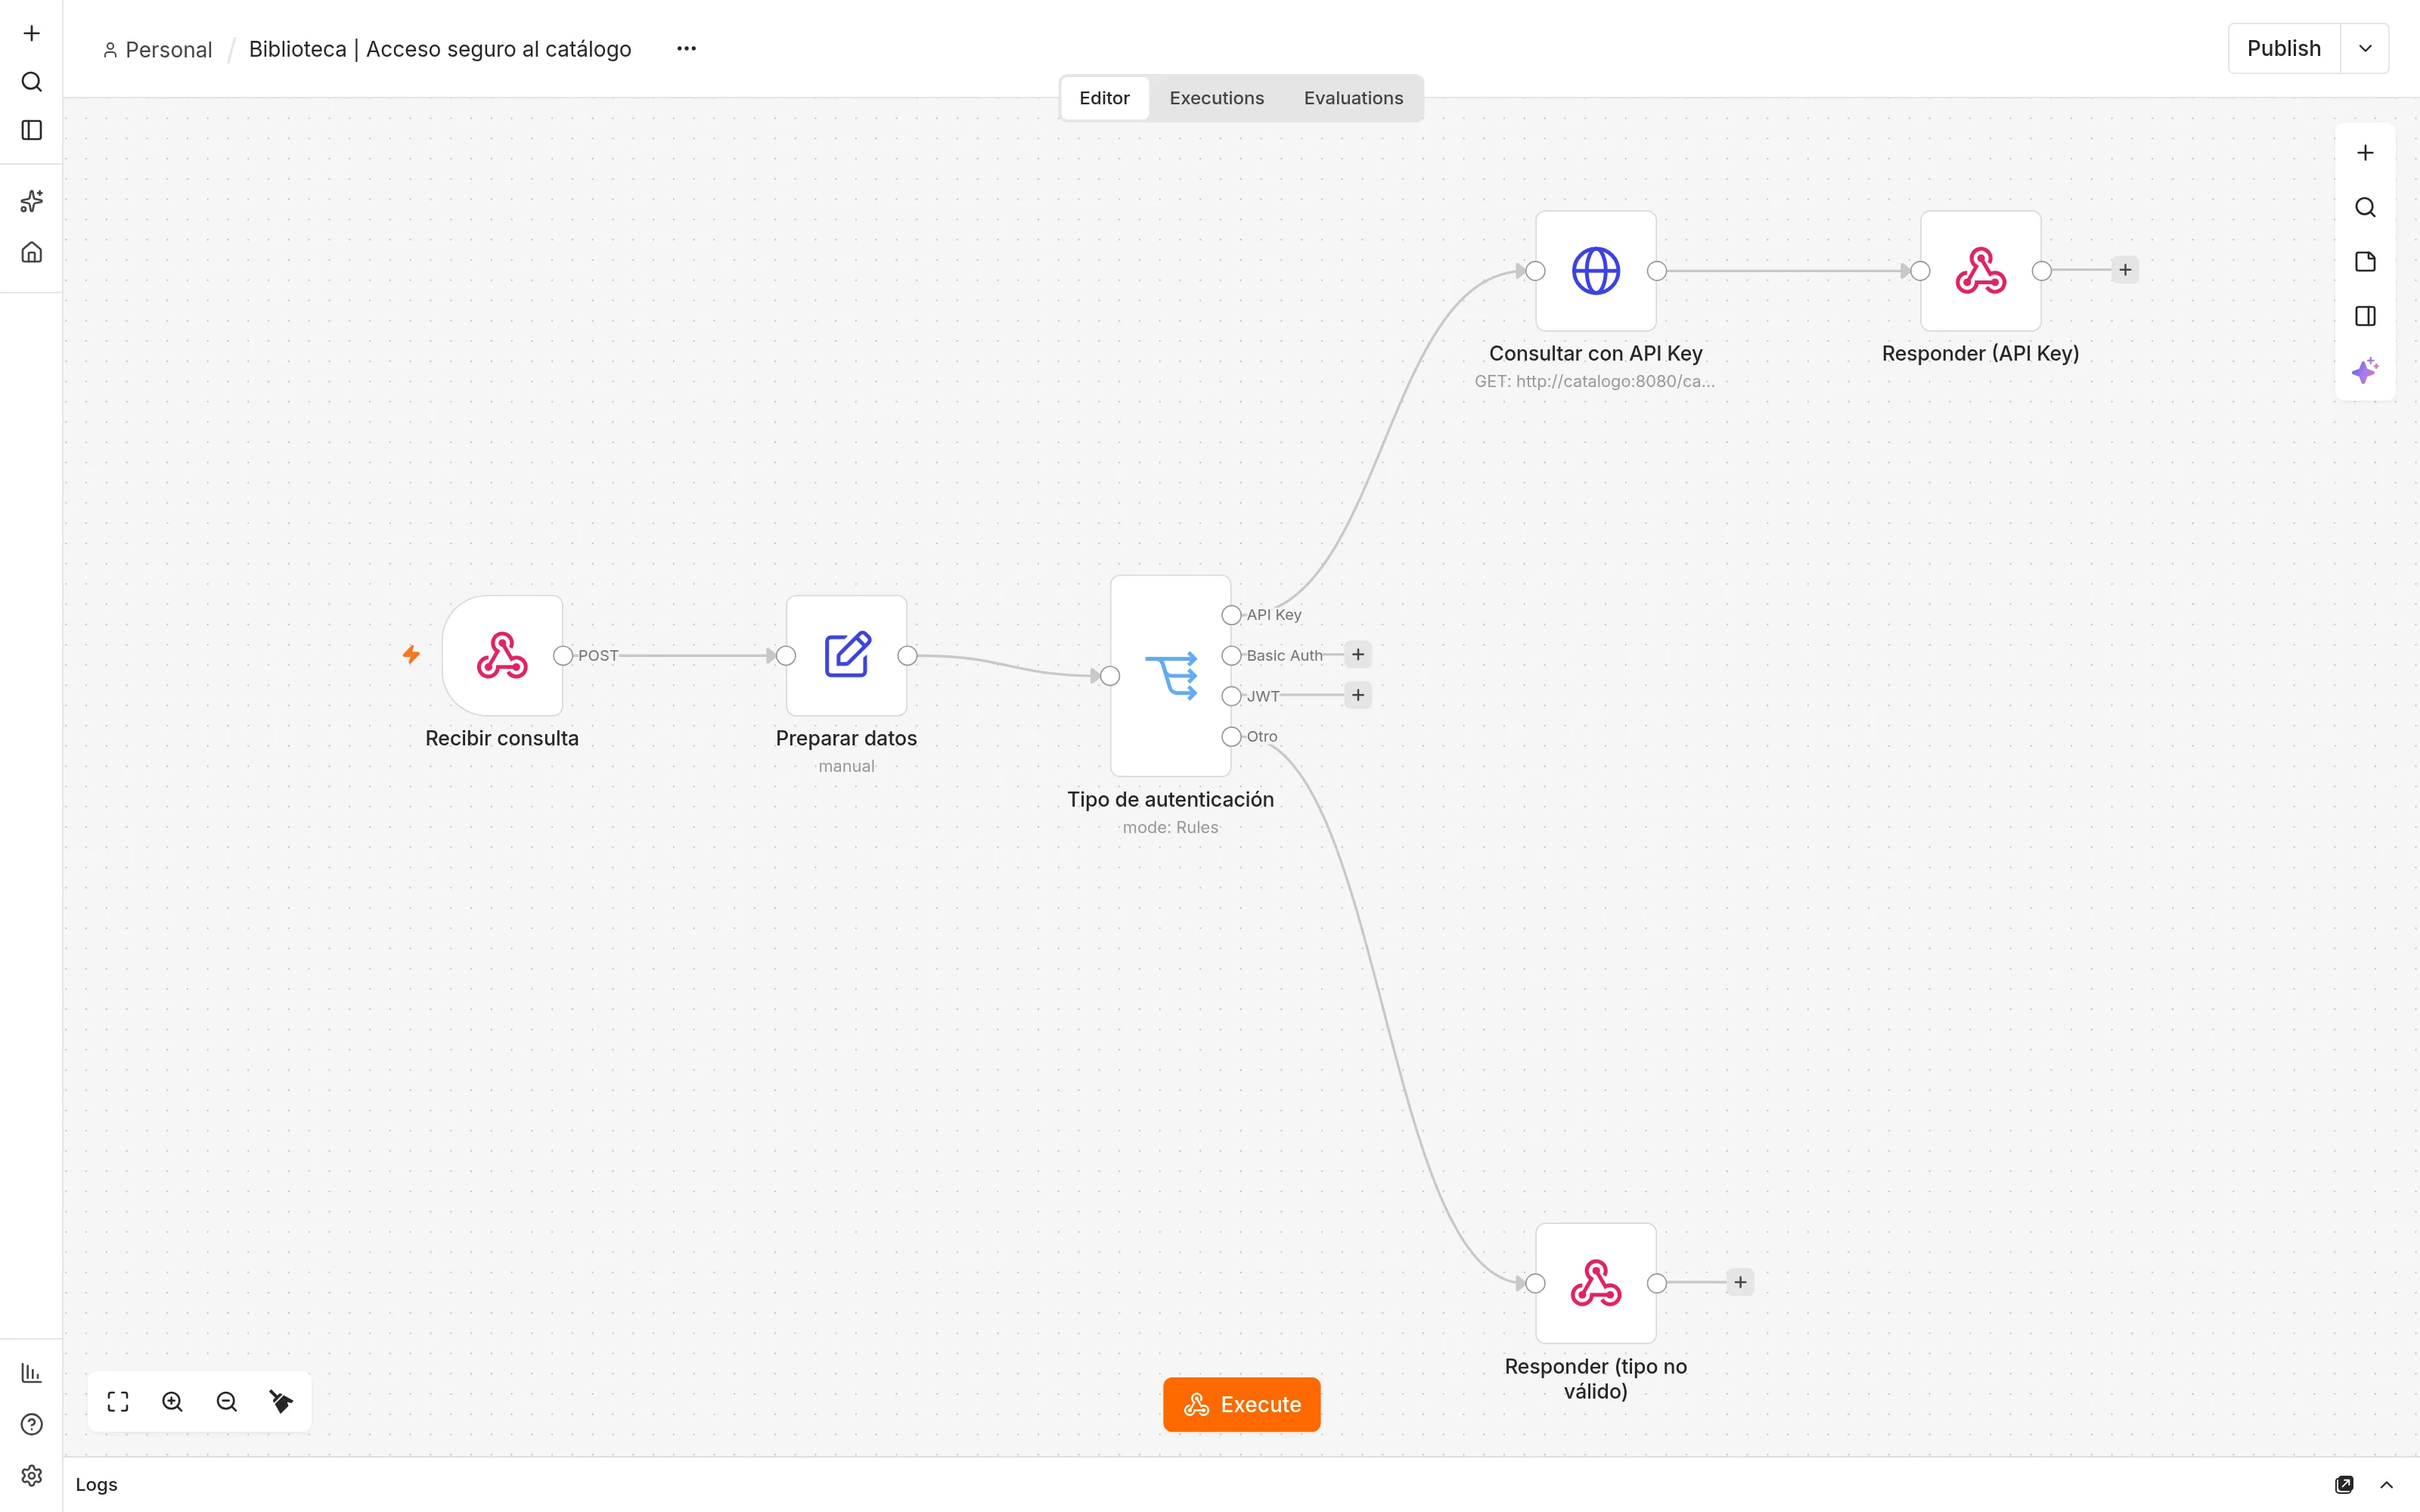 Personal / Biblioteca | Acceso seguro al catálogo
Publish
Editor Executions Evaluations
Consultar con API Key
GET: http://catalogo:8080/ca...
Responder (API Key)
POST
Recibir consulta
Preparar datos
manual
API Key
Basic Auth
JWT
Otro
Tipo de autenticación
mode: Rules
Responder (tipo no
válido)
Execute
Logs